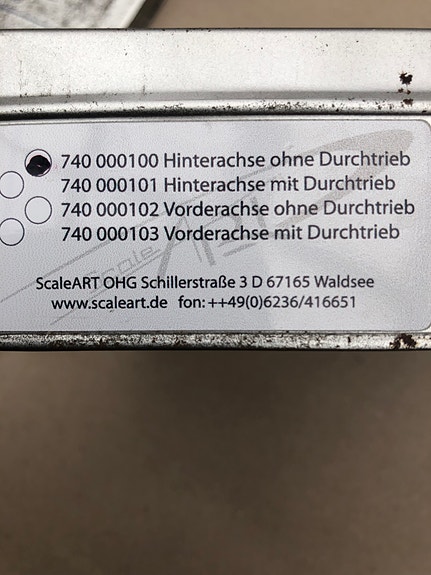 740 000100 Hinterachse ohne Durchtrieb
740 000101 Hinterachse mit Durchtrieb
740 000102 Vorderachse ohne Durchtrieb
740 000103 Vorderachse mit Durchtrieb
ScaleART OHG Schillerstraße 3 D 67165 Waldsee
www.scaleart.de fon:++49(0)6236/416651